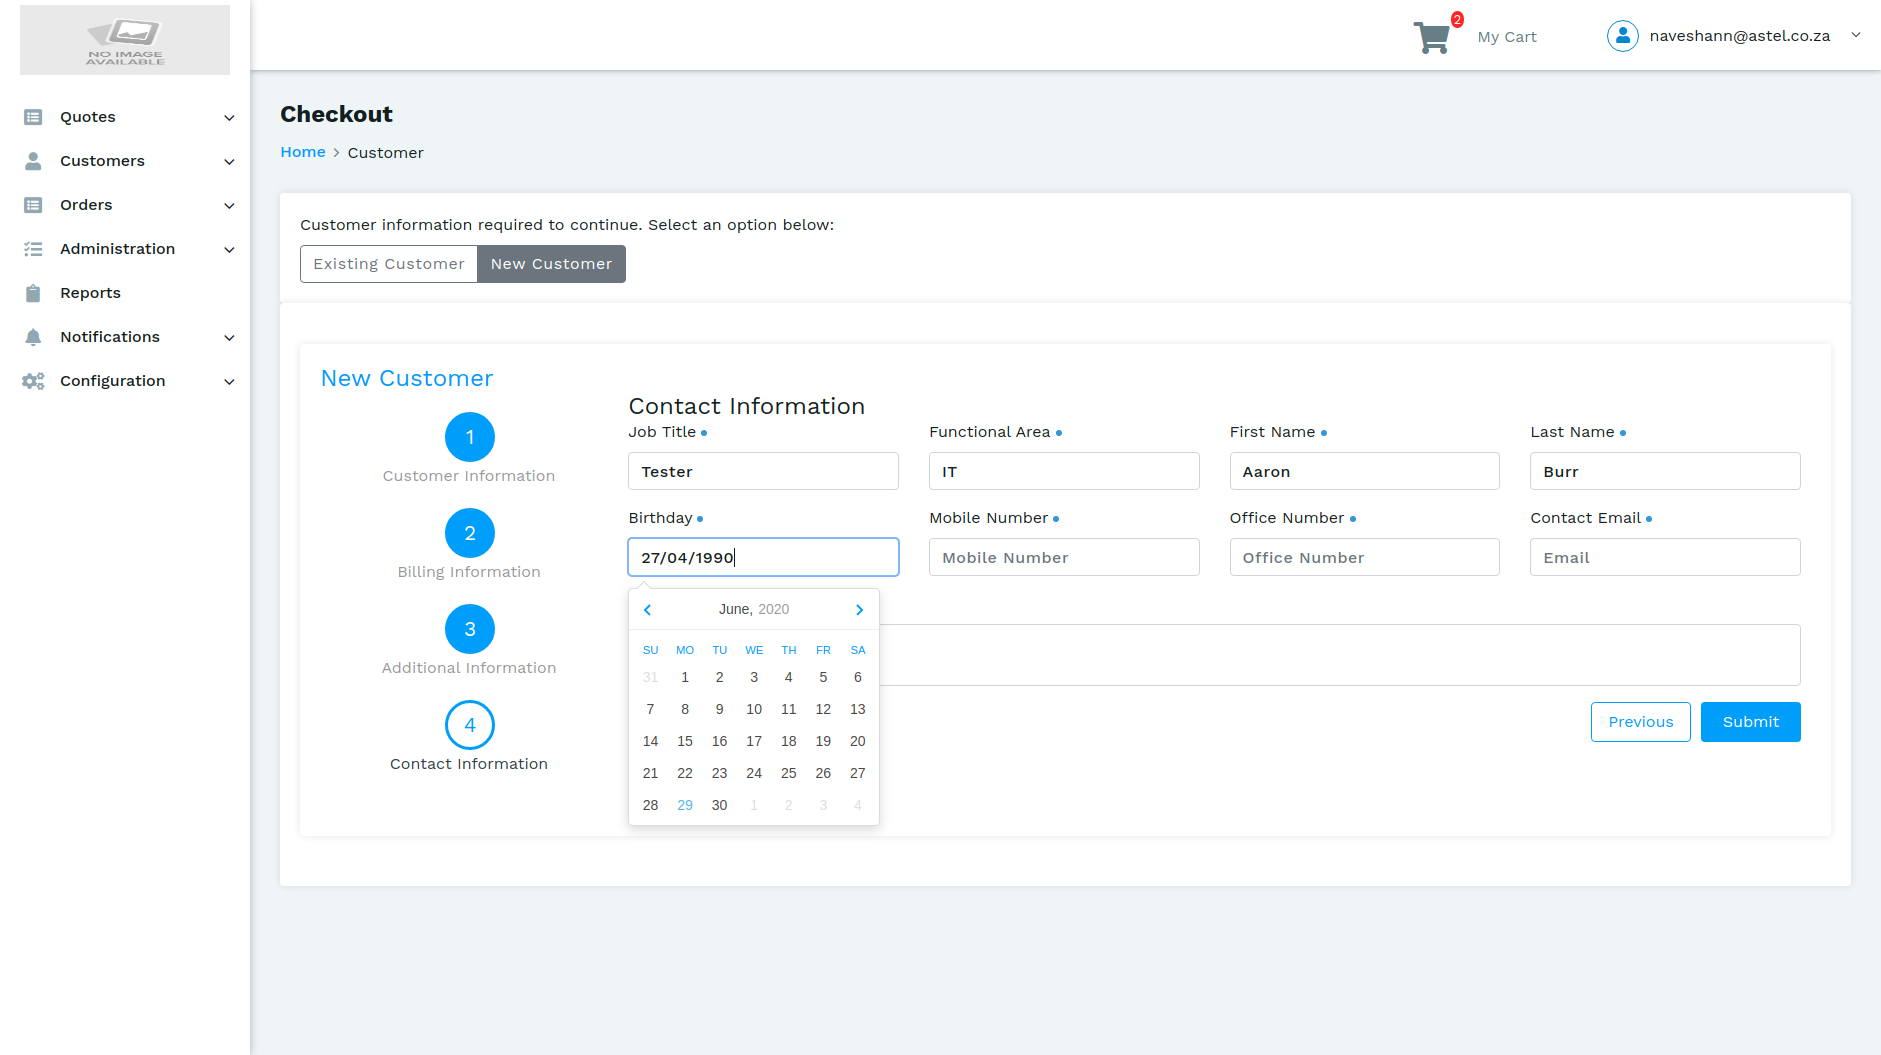 NO IMAGE
AVAILABLE
2
My Cart
naveshann@astel.co.za
Quotes
Customers
Orders
Administration
Reports
Notifications
Configuration
Checkout
Home > Customer
Customer information required to continue. Select an option below:
Existing Customer New Customer
New Customer
1
Customer Information
2
Billing Information
3
Additional Information
4
Contact Information
Contact Information
Job Title Functional Area First Name Last Name
Tester IT Aaron Burr
Birthday Mobile Number Office Number Contact Email
27/04/1990 Mobile Number Office Number Email
June, 2020
SU MO TU WE TH FR SA
31 1 2 3 4 5 6
7 8 9 10 11 12 13
14 15 16 17 18 19 20
21 22 23 24 25 26 27
28 29 30 1 2 3 4
Previous Submit